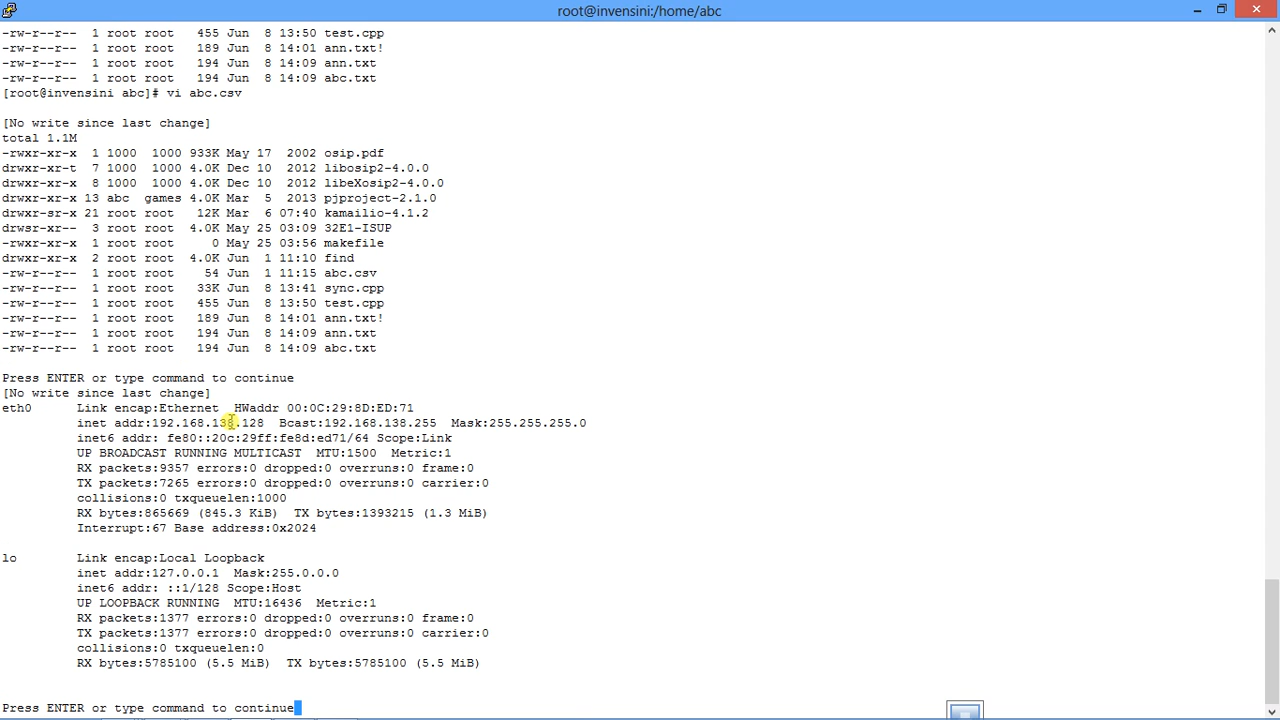 root@invensini:/home/abc
-rw-r--r-- 1 root root 455 Jun 8 13:50 test.cpp
-rw-r--r-- 1 root root 189 Jun 8 14:01 ann.txt!
-rw-r--r-- 1 root root 194 Jun 8 14:09 ann.txt
-rw-r--r-- 1 root root 194 Jun 8 14:09 abc.txt
[root@invensini abc]# vi abc.csv
[No write since last change]
total 1.1M
-rwxr-xr-x 1 1000 1000 933K May 17 2002 osip.pdf
drwxr-xr-t 7 1000 1000 4.0K Dec 10 2012 libosip2-4.0.0
drwxr-xr-x 8 1000 1000 4.0K Dec 10 2012 libeXosip2-4.0.0
drwxr-xr-x 13 abc games 4.0K Mar 5 2013 pjproject-2.1.0
drwxr-sr-x 21 root root 12K Mar 6 07:40 kamailio-4.1.2
drwsr-xr-- 3 root root 4.0K May 25 03:09 32E1-ISUP
-rwxr-xr-x 1 root root 0 May 25 03:56 makefile
drwxr-xr-x 2 root root 4.0K Jun 1 11:10 find
-rw-r--r-- 1 root root 54 Jun 1 11:15 abc.csv
-rw-r--r-- 1 root root 33K Jun 8 13:41 sync.cpp
-rw-r--r-- 1 root root 455 Jun 8 13:50 test.cpp
-rw-r--r-- 1 root root 189 Jun 8 14:01 ann.txt!
-rw-r--r-- 1 root root 194 Jun 8 14:09 ann.txt
-rw-r--r-- 1 root root 194 Jun 8 14:09 abc.txt
Press ENTER or type command to continue
[No write since last change]
eth0 Link encap:Ethernet HWaddr 00:0C:29:8D:ED:71
inet addr:192.168.138.128 Bcast:192.168.138.255 Mask:255.255.255.0
inet6 addr: fe80::20c:29ff:fe8d:ed71/64 Scope:Link
UP BROADCAST RUNNING MULTICAST MTU:1500 Metric:1
RX packets:9357 errors:0 dropped:0 overruns:0 frame:0
TX packets:7265 errors:0 dropped:0 overruns:0 carrier:0
collisions:0 txqueuelen:1000
RX bytes:865669 (845.3 KiB) TX bytes:1393215 (1.3 MiB)
Interrupt:67 Base address:0x2024
lo Link encap:Local Loopback
inet addr:127.0.0.1 Mask:255.0.0.0
inet6 addr: ::1/128 Scope:Host
UP LOOPBACK RUNNING MTU:16436 Metric:1
RX packets:1377 errors:0 dropped:0 overruns:0 frame:0
TX packets:1377 errors:0 dropped:0 overruns:0 carrier:0
collisions:0 txqueuelen:0
RX bytes:5785100 (5.5 MiB) TX bytes:5785100 (5.5 MiB)
Press ENTER or type command to continue